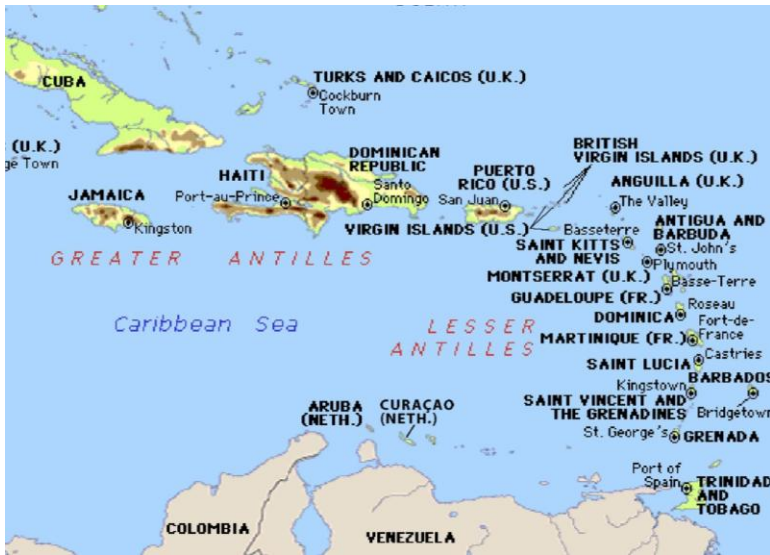 TURKS AND CAICOS (U.K.)
Cockburn
Town
CUBA
S (U.K.)
ge Town
JAMAICA
Kingston
HAITI
Port-au-Prince
DOMINICAN
REPUBLIC
Santo
Domingo
PUERTO
RICO (U.S.)
San Juan
BRITISH
VIRGIN ISLANDS (U.K.)
VIRGIN ISLANDS (U.S.)
ANGUILLA (U.K.)
The Valley
Basseterre
SAINT KITTS
AND NEVIS
ANTIGUA AND
BARBUDA
St. John's
Plymouth
MONTSERRAT (U.K.)
Basse-Terre
GUADELOUPE (FR.)
Roseau
DOMINICA
Fort-de-
France
MARTINIQUE (FR.)
Castries
SAINT LUCIA
BARBADOS
Kingstown
SAINT VINCENT AND
THE GRENADINES
Bridgetown
St. George's
GRENADA
GREATER ANTILLES
Caribbean Sea
LESSER
ANTILLES
ARUBA
(NETH.)
CURAÇAO
(NETH.)
Port of
Spain
TRINIDAD
AND
TOBAGO
COLOMBIA
VENEZUELA